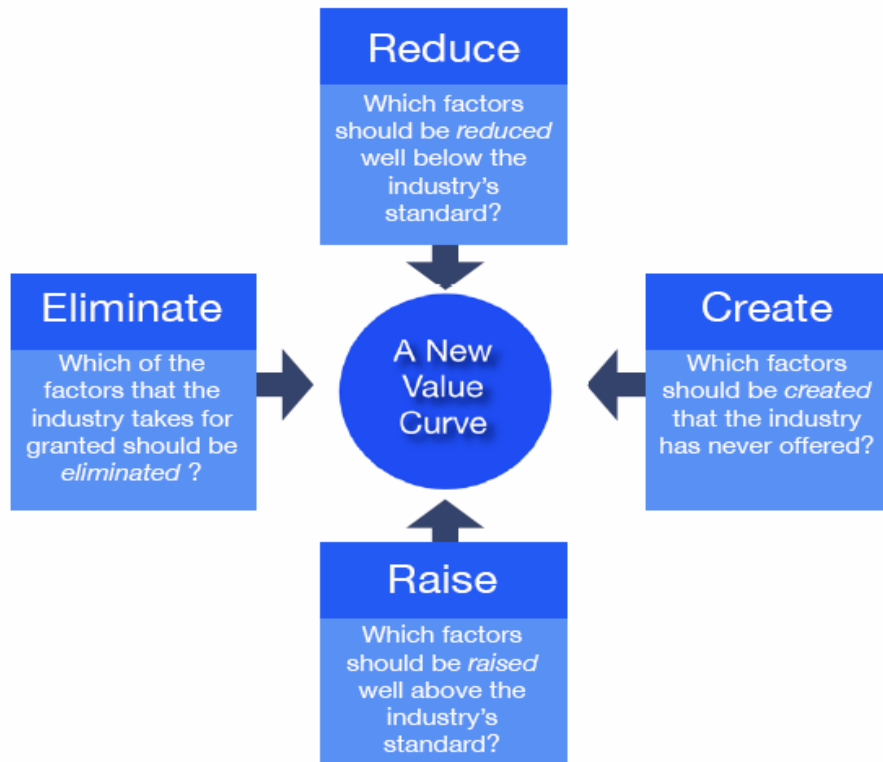 Reduce
Which factors
should be reduced
well below the
industry's
standard?
Eliminate
Which of the
factors that the
industry takes for
granted should be
eliminated ?
A New
Value
Curve
Create
Which factors
should be created
that the industry
has never offered?
Raise
Which factors
should be raised
well above the
industry's
standard?